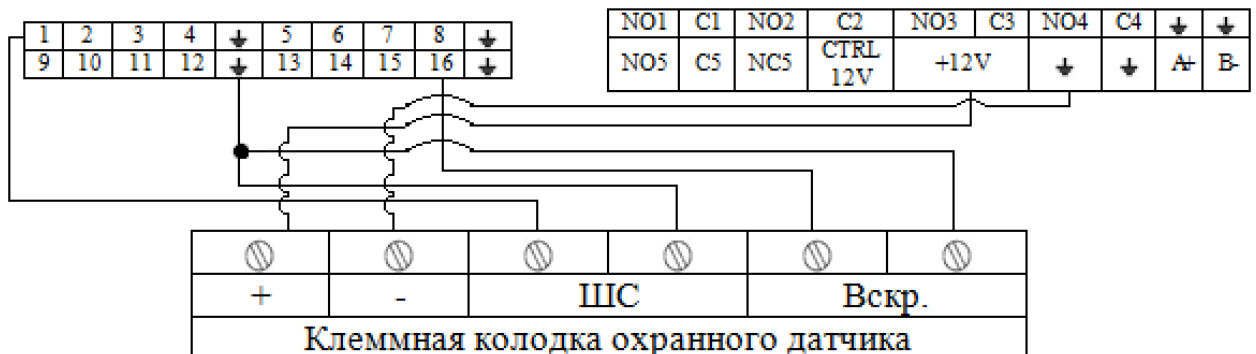 1 2 3 4 5 6 7 8
9 10 11 12 13 14 15 16
NO1 C1 NO2 C2 NO3 C3 NO4 C4
NO5 C5 NC5 CTRL 12V +12V A+ B-
+ - ШС Вскр.
Клеммная колодка охранного датчика